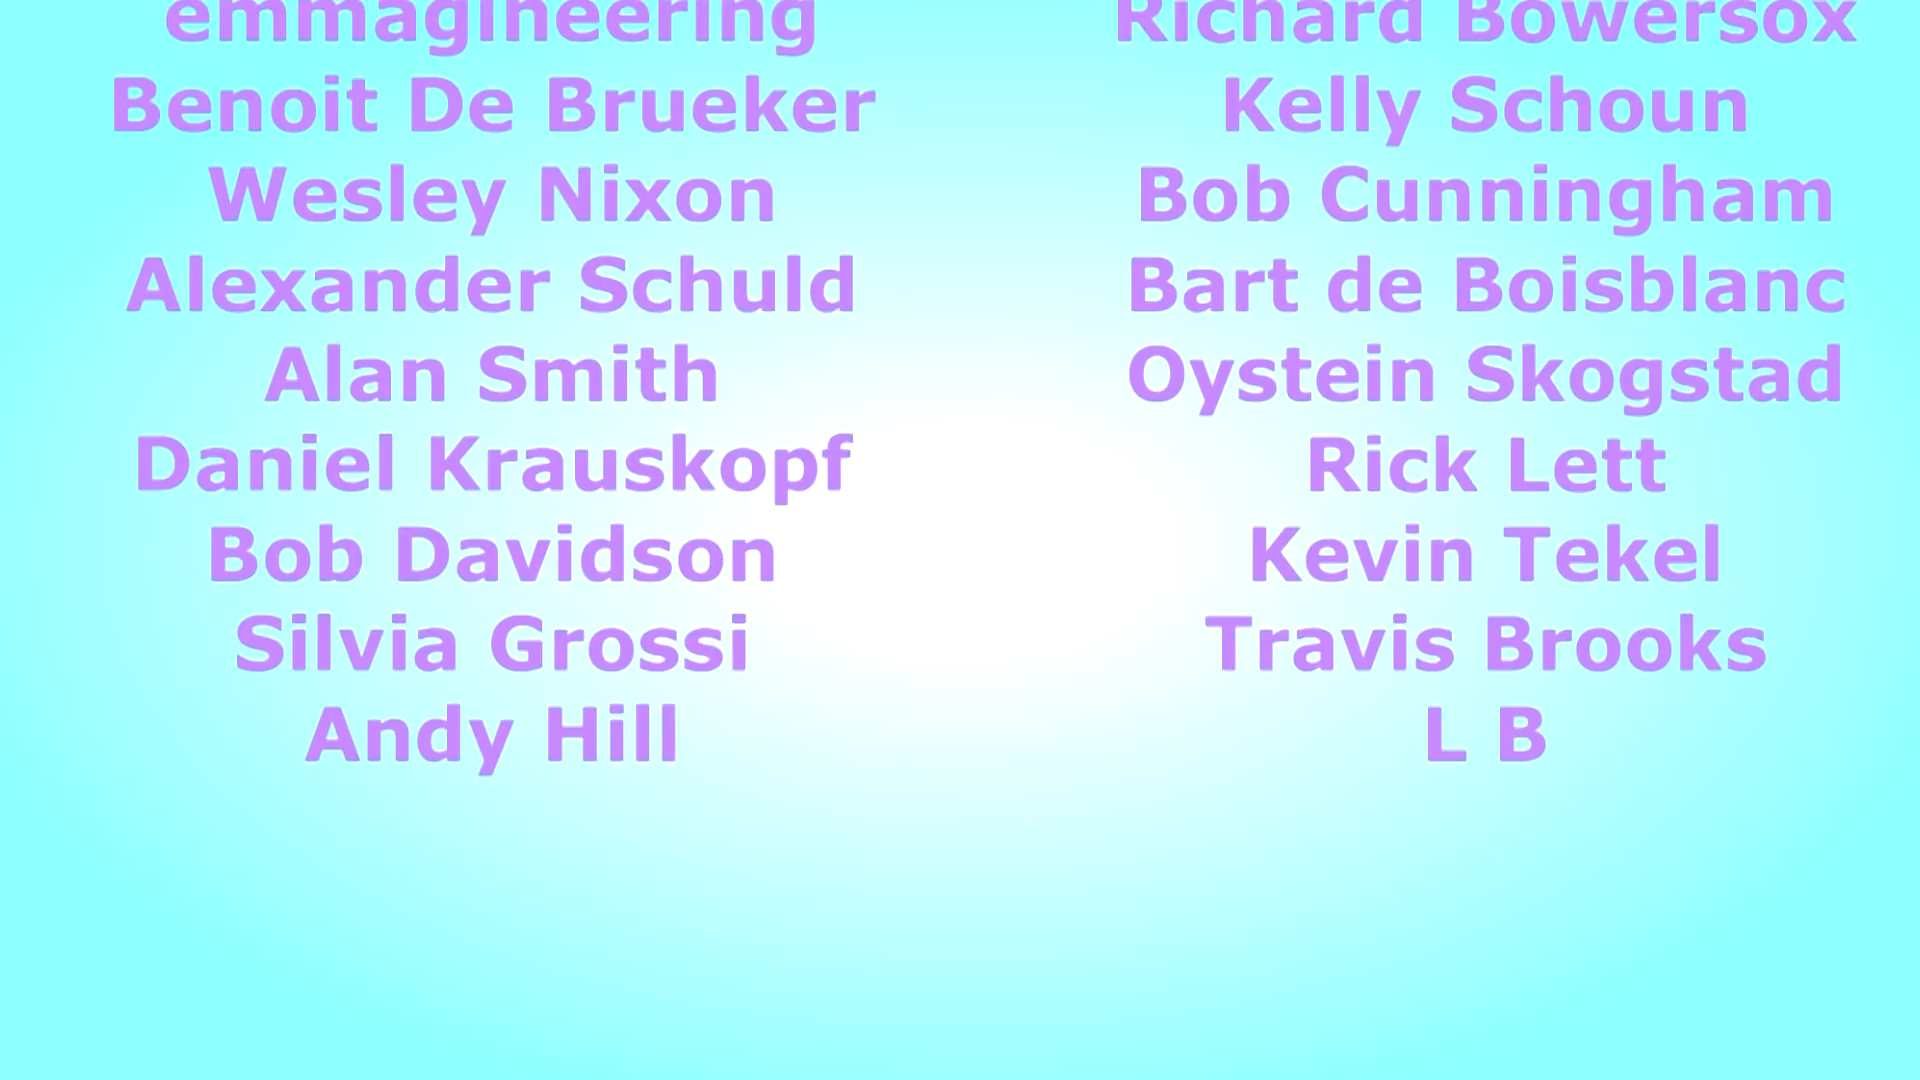 emmagineering
Benoit De Brueker
Wesley Nixon
Alexander Schuld
Alan Smith
Daniel Krauskopf
Bob Davidson
Silvia Grossi
Andy Hill
Richard Bowersox
Kelly Schoun
Bob Cunningham
Bart de Boisblanc
Oystein Skogstad
Rick Lett
Kevin Tekel
Travis Brooks
L B